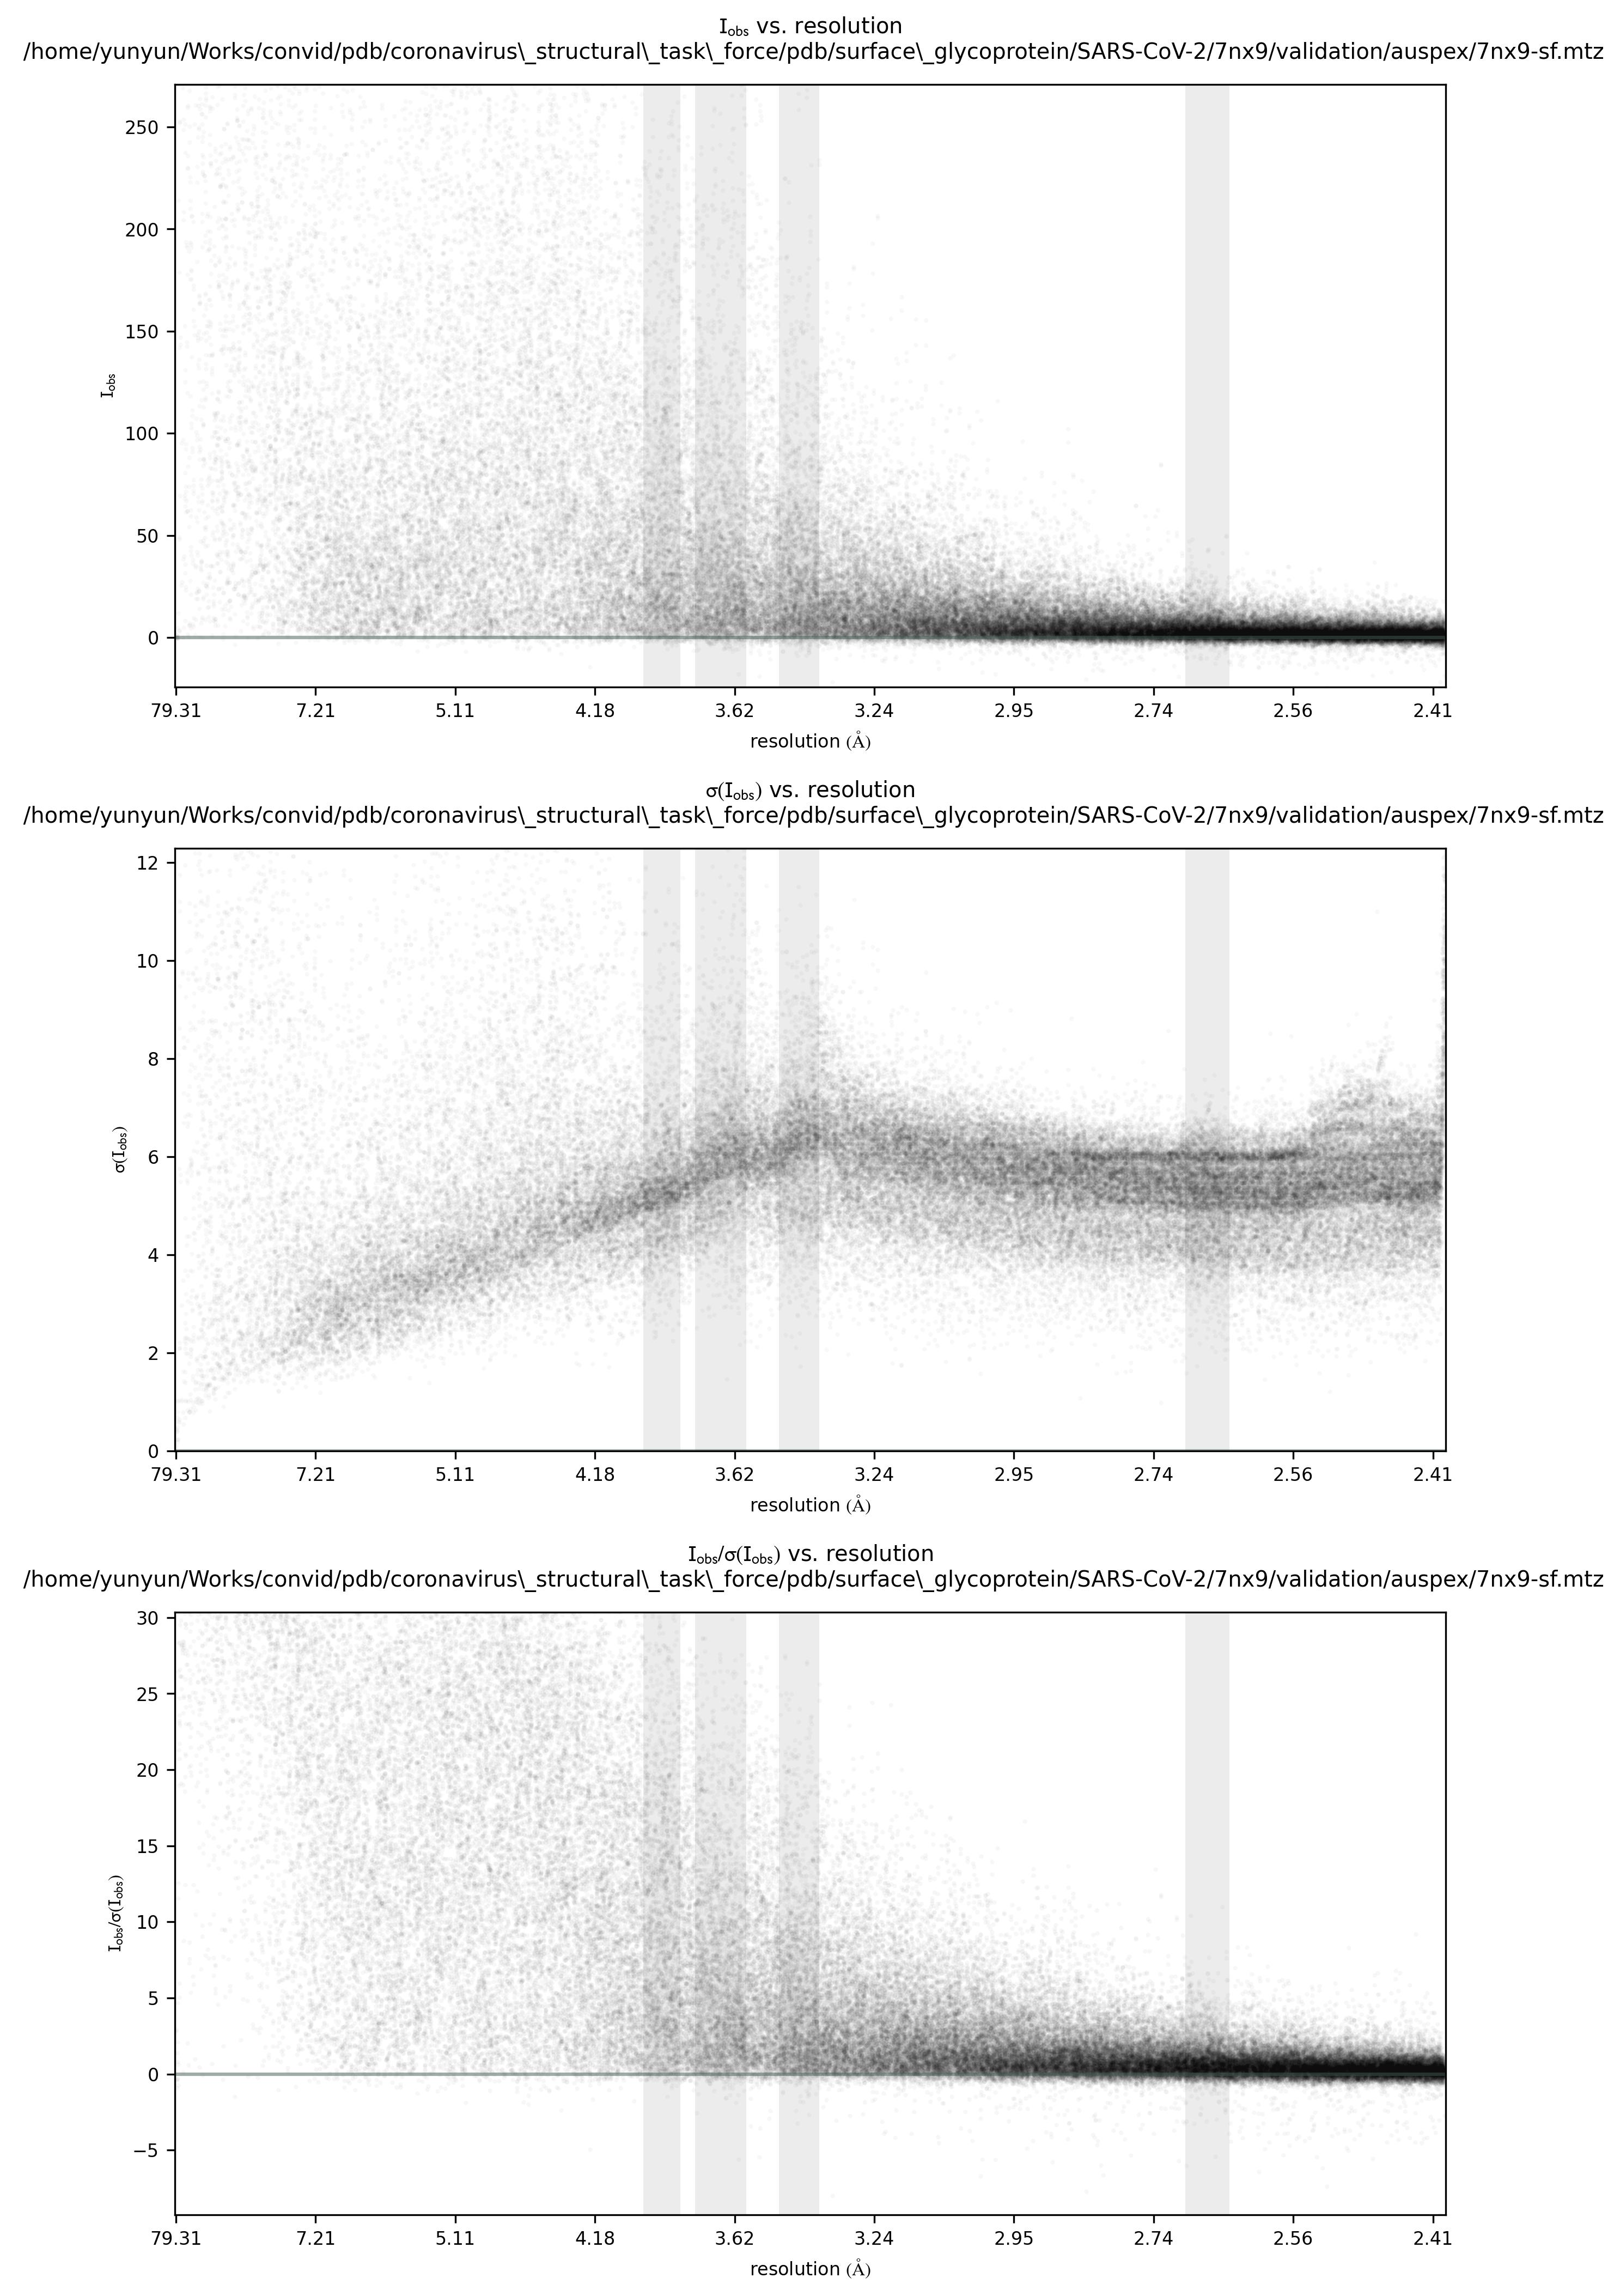 Iobs vs. resolution
/home/yunyun/Works/convid/pdb/coronavirus\_structural\_task\_force/pdb/surface\_glycoprotein/SARS-CoV-2/7nx9/validation/auspex/7nx9-sf.mtz
250
200
150
100
50
0
Iobs
79.31 7.21 5.11 4.18 3.62 3.24 2.95 2.74 2.56 2.41
resolution (Å)
σ(Iobs) vs. resolution
/home/yunyun/Works/convid/pdb/coronavirus\_structural\_task\_force/pdb/surface\_glycoprotein/SARS-CoV-2/7nx9/validation/auspex/7nx9-sf.mtz
12
10
8
6
4
2
0
σ(Iobs)
79.31 7.21 5.11 4.18 3.62 3.24 2.95 2.74 2.56 2.41
resolution (Å)
Iobs/σ(Iobs) vs. resolution
/home/yunyun/Works/convid/pdb/coronavirus\_structural\_task\_force/pdb/surface\_glycoprotein/SARS-CoV-2/7nx9/validation/auspex/7nx9-sf.mtz
30
25
20
15
10
5
0
−5
Iobs/σ(Iobs)
79.31 7.21 5.11 4.18 3.62 3.24 2.95 2.74 2.56 2.41
resolution (Å)